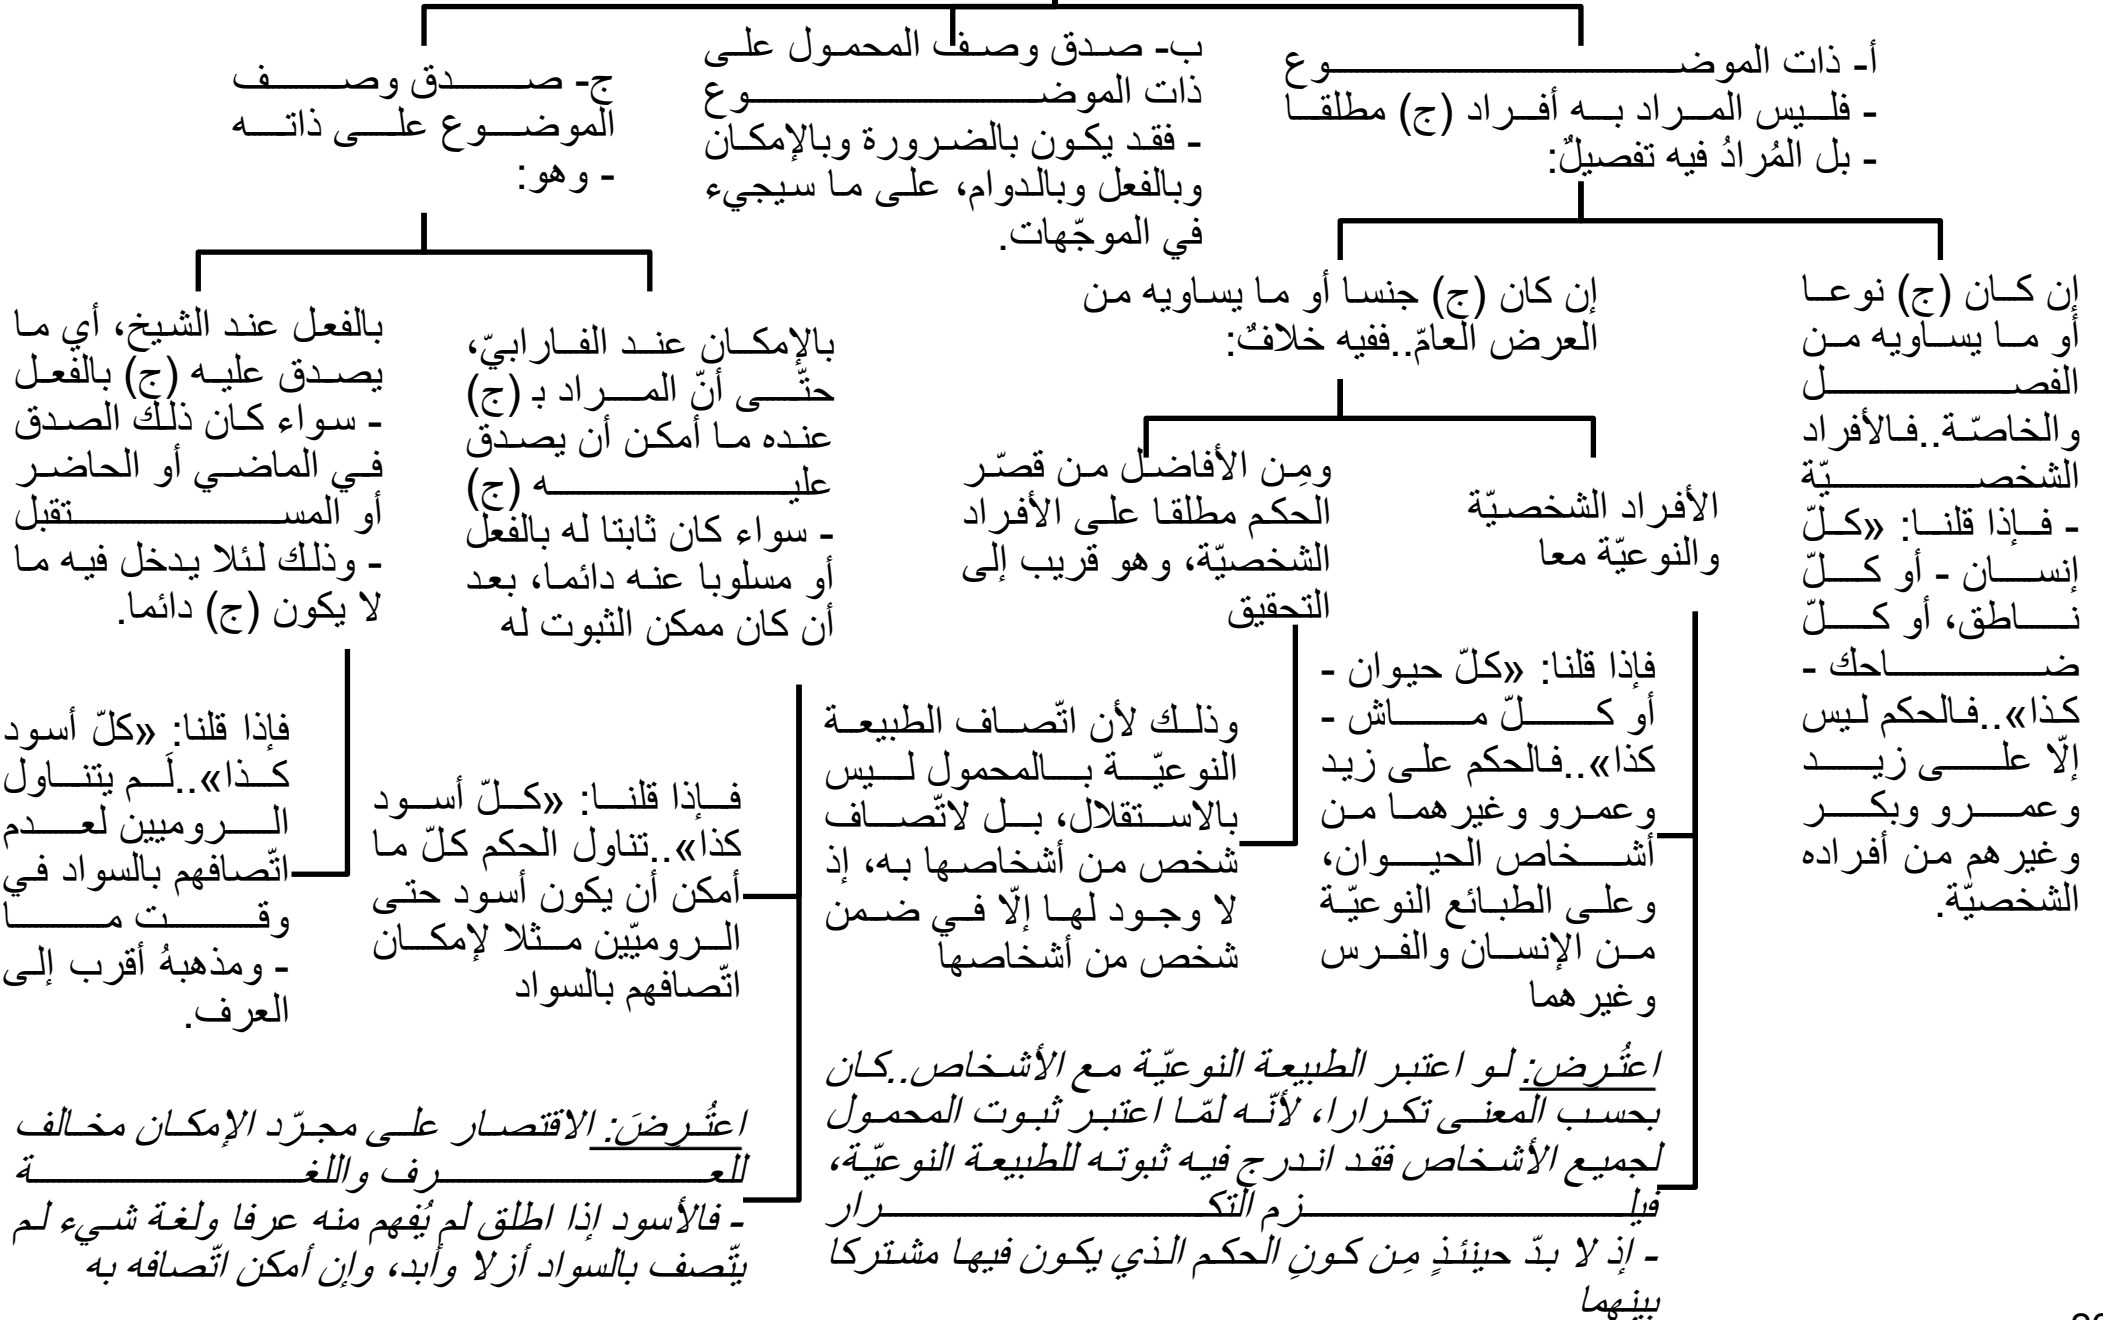 أ- ذات الموضوع
- فليس المراد به أفراد (ج) مطلقا
- بل المُرادُ فيه تفصيلٌ:
إن كان (ج) نوعا
أو ما يساويه من
الفصل
والخاصّة..فالأفراد
الشخصيّة
- فإذا قلنا: «كلّ
إنسان - أو كلّ
ناطق، أو كلّ
ضاحك -
كذا»..فالحكم ليس
إلّا على زيد
وعمرو وبكر
وغيرهم من أفراده
الشخصيّة.
إن كان (ج) جنسا أو ما يساويه من
العرض العامّ..ففيه خلافٌ:
الأفراد الشخصيّة
والنوعيّة معا
فإذا قلنا: «كلّ حيوان -
أو كلّ ماش -
كذا»..فالحكم على زيد
وعمرو وغيرهما من
أشخاص الحيوان،
وعلى الطبائع النوعيّة
من الإنسان والفرس
وغيرهما
اعتُرِض: لو اعتبر الطبيعة النوعيّة مع الأشخاص..كان
بحسب المعنى تكرارا، لأنّه لمّا اعتبر ثبوت المحمول
لجميع الأشخاص فقد اندرج فيه ثبوته للطبيعة النوعيّة،
فيلزم التكرار
- إذ لا بدّ حينئذٍ مِن كونِ الحكم الذي يكون فيها مشتركا
بينهما
ومِن الأفاضل من قصّر
الحكم مطلقا على الأفراد
الشخصيّة، وهو قريب إلى
التحقيق
وذلك لأن اتّصاف الطبيعة
النوعيّة بالمحمول ليس
بالاستقلال، بل لاتّصاف
شخص من أشخاصها به، إذ
لا وجود لها إلّا في ضمن
شخص من أشخاصها
ب- صدق وصف المحمول على
ذات الموضوع
- فقد يكون بالضرورة وبالإمكان
وبالفعل وبالدوام، على ما سيجيء
في الموجّهات.
ج- صدق وصف
الموضوع على ذاته
- وهو:
بالإمكان عند الفارابيّ،
حتّى أنّ المراد بـ (ج)
عنده ما أمكن أن يصدق
عليه (ج)
- سواء كان ثابتا له بالفعل
أو مسلوبا عنه دائما، بعد
أن كان ممكن الثبوت له
فإذا قلنا: «كلّ أسود
كذا»..تناول الحكم كلّ ما
أمكن أن يكون أسود حتى
الروميّين مثلا لإمكان
اتّصافهم بالسواد
اعتُرِضَ: الاقتصار على مجرّد الإمكان مخالف
للعرف واللغة
- فالأسود إذا اطلق لم يُفهم منه عرفا ولغة شيء لم
يتّصف بالسواد أزلا وأبد، وإن أمكن اتّصافه به
بالفعل عند الشيخ، أي ما
يصدق عليه (ج) بالفعل
- سواء كان ذلك الصدق
في الماضي أو الحاضر
أو المستقبل
- وذلك لئلا يدخل فيه ما
لا يكون (ج) دائما.
فإذا قلنا: «كلّ أسود
كذا»..لَم يتناول
الروميين لعدم
اتّصافهم بالسواد في
وقت ما
- ومذهبهُ أقرب إلى
العرف.